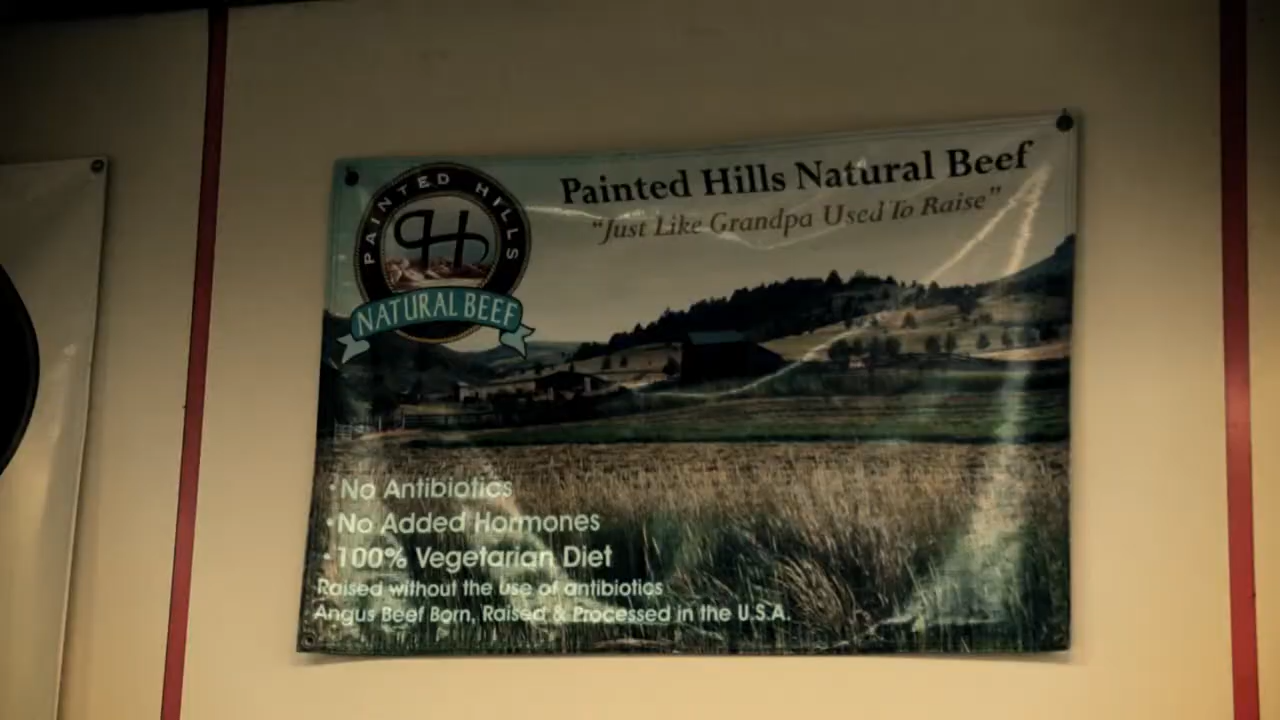 PAINTED HILLS
H
NATURAL BEEF
Painted Hills Natural Beef
"Just Like Grandpa Used To Raise"
•No Antibiotics
•No Added Hormones
•100% Vegetarian Diet
Raised without the use of antibiotics
Angus Beef Born, Raised & Processed in the U.S.A.